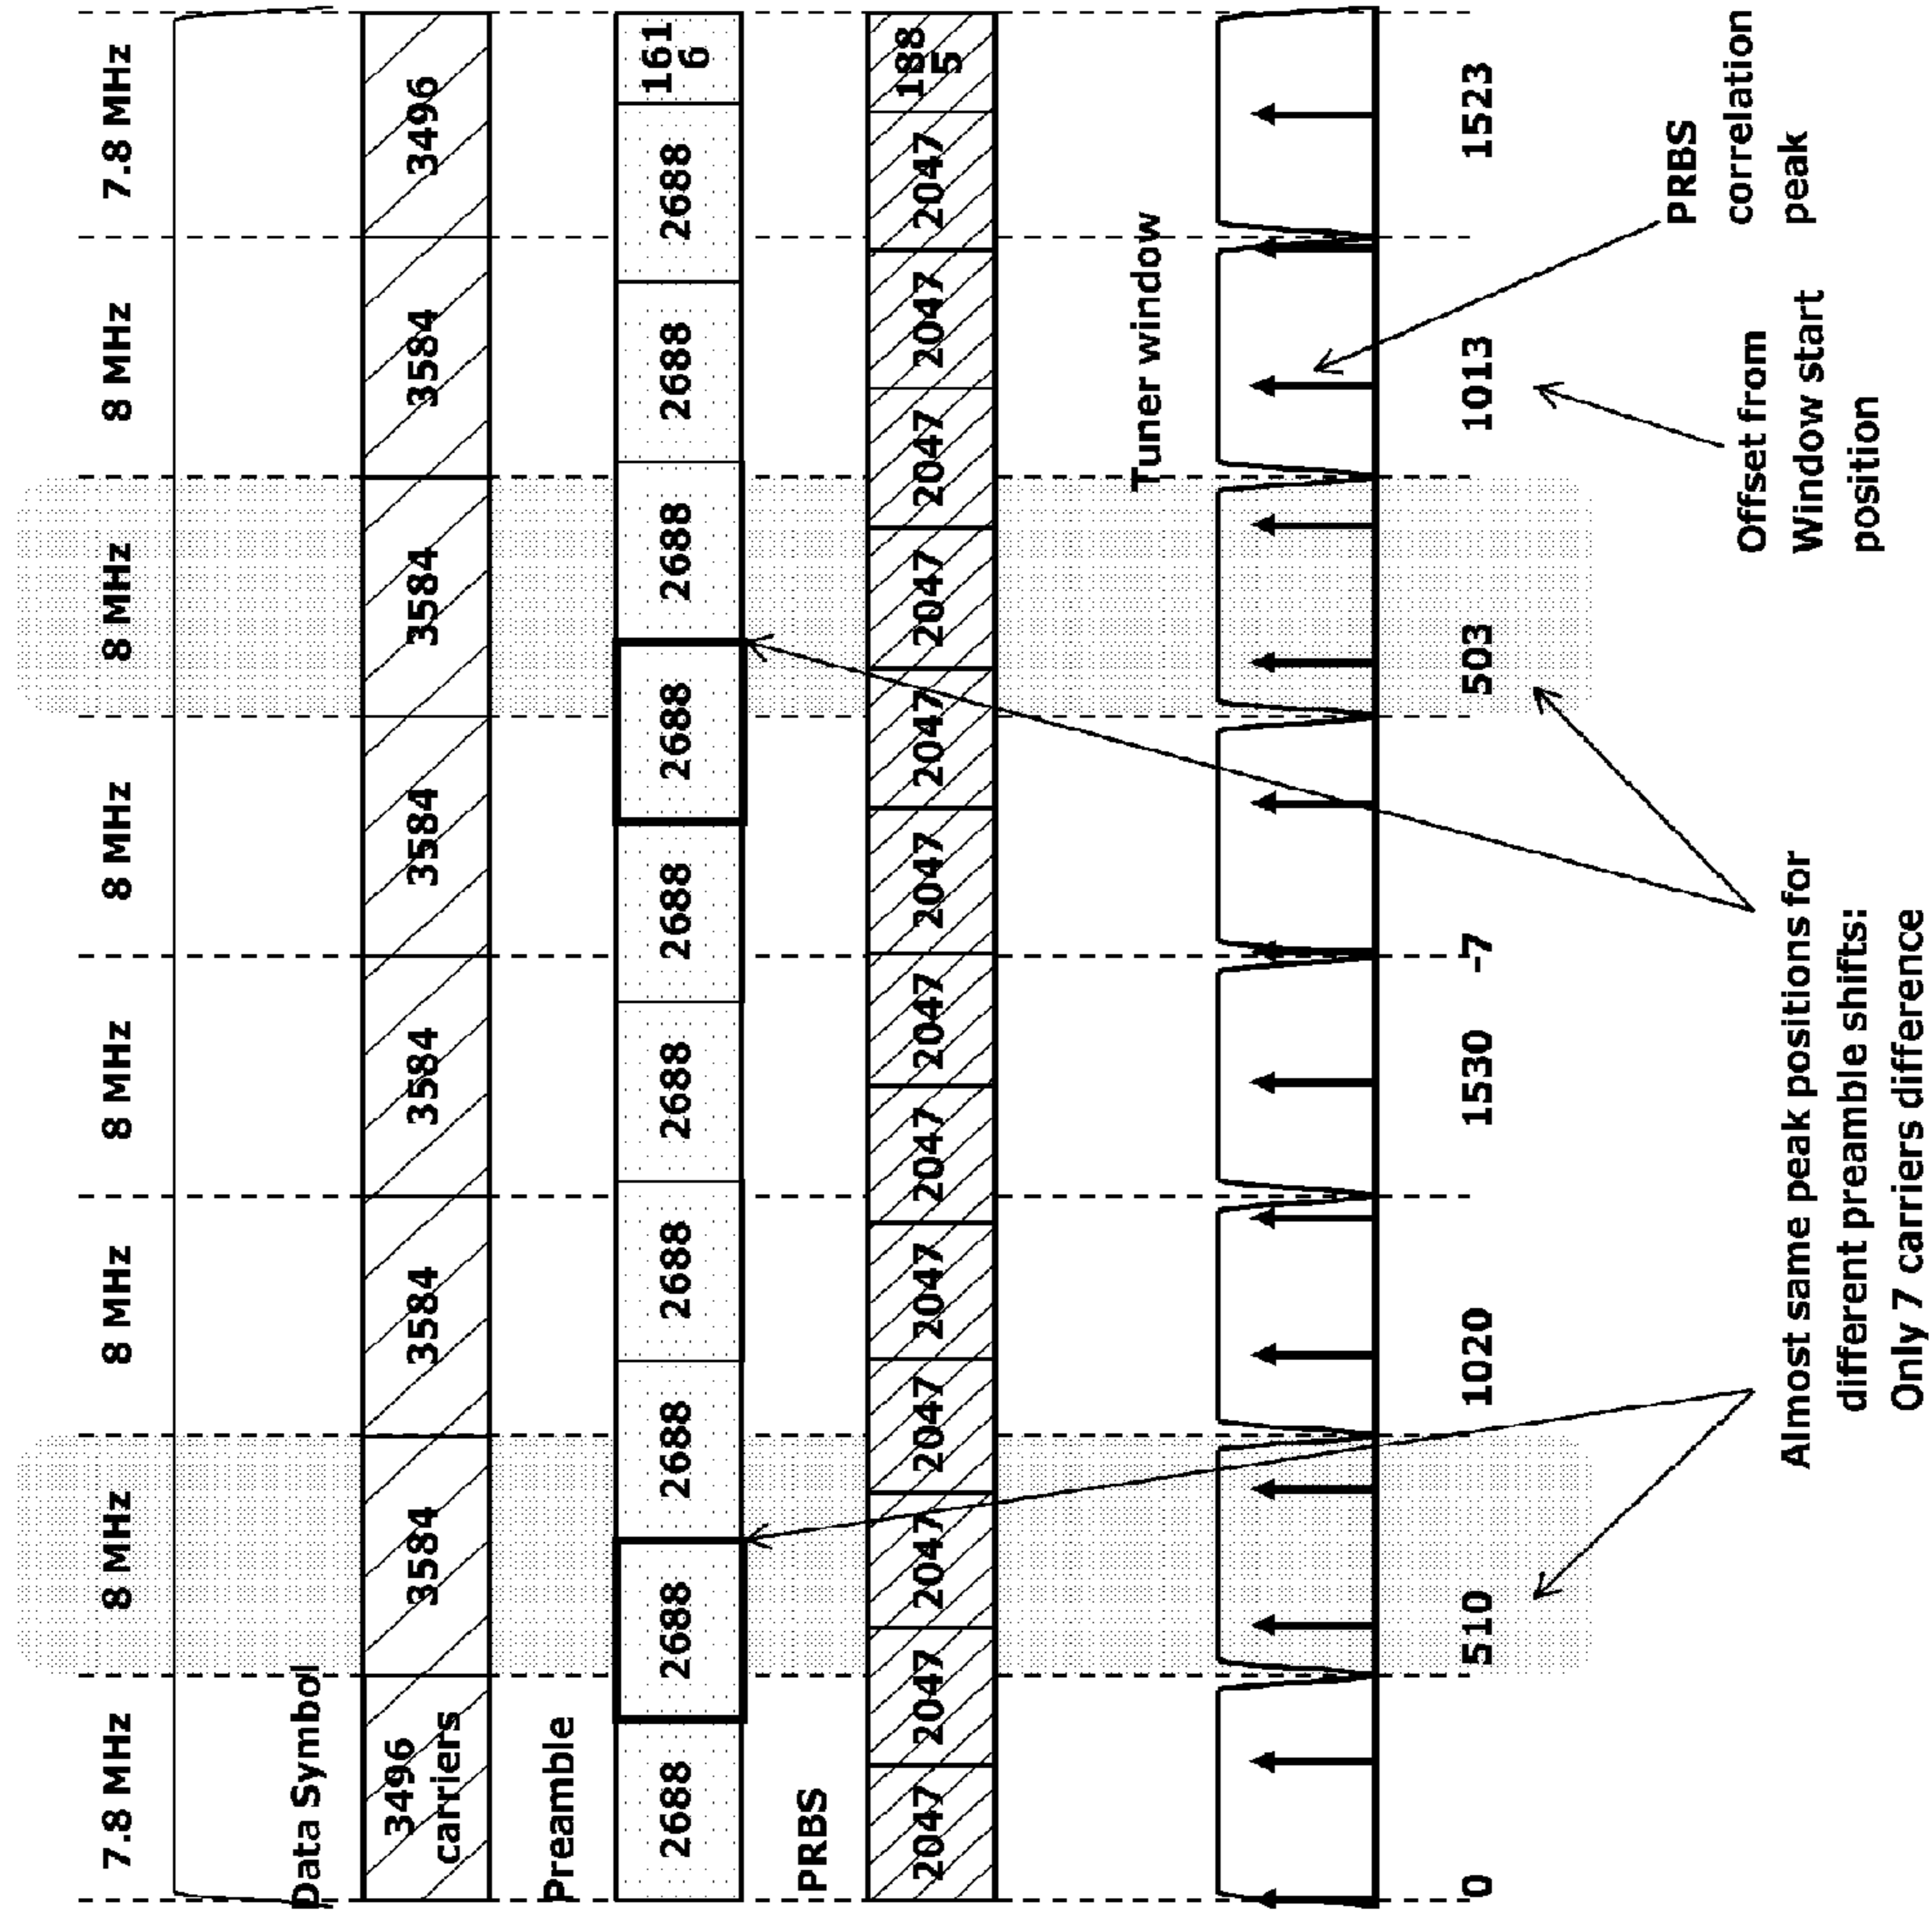 7.8 MHz 8 MHz 8 MHz 8 MHz 8 MHz 8 MHz 8 MHz 7.8 MHz
Data Symbol
3496
carriers
3584 3584 3584 3584 3584 3584 3496
Preamble
2688 2688 2688 2688 2688 2688 2688 2688 2688 2688
161
6
PRBS
2047 2047 2047 2047 2047 2047 2047 2047 2047 2047 2047 2047 2047
188
5
Tuner window
0 510 1020 1530 -7 503 1013 1523
Almost same peak positions for
different preamble shifts:
Only 7 carriers difference
Offset from
Window start
position
PRBS
correlation
peak